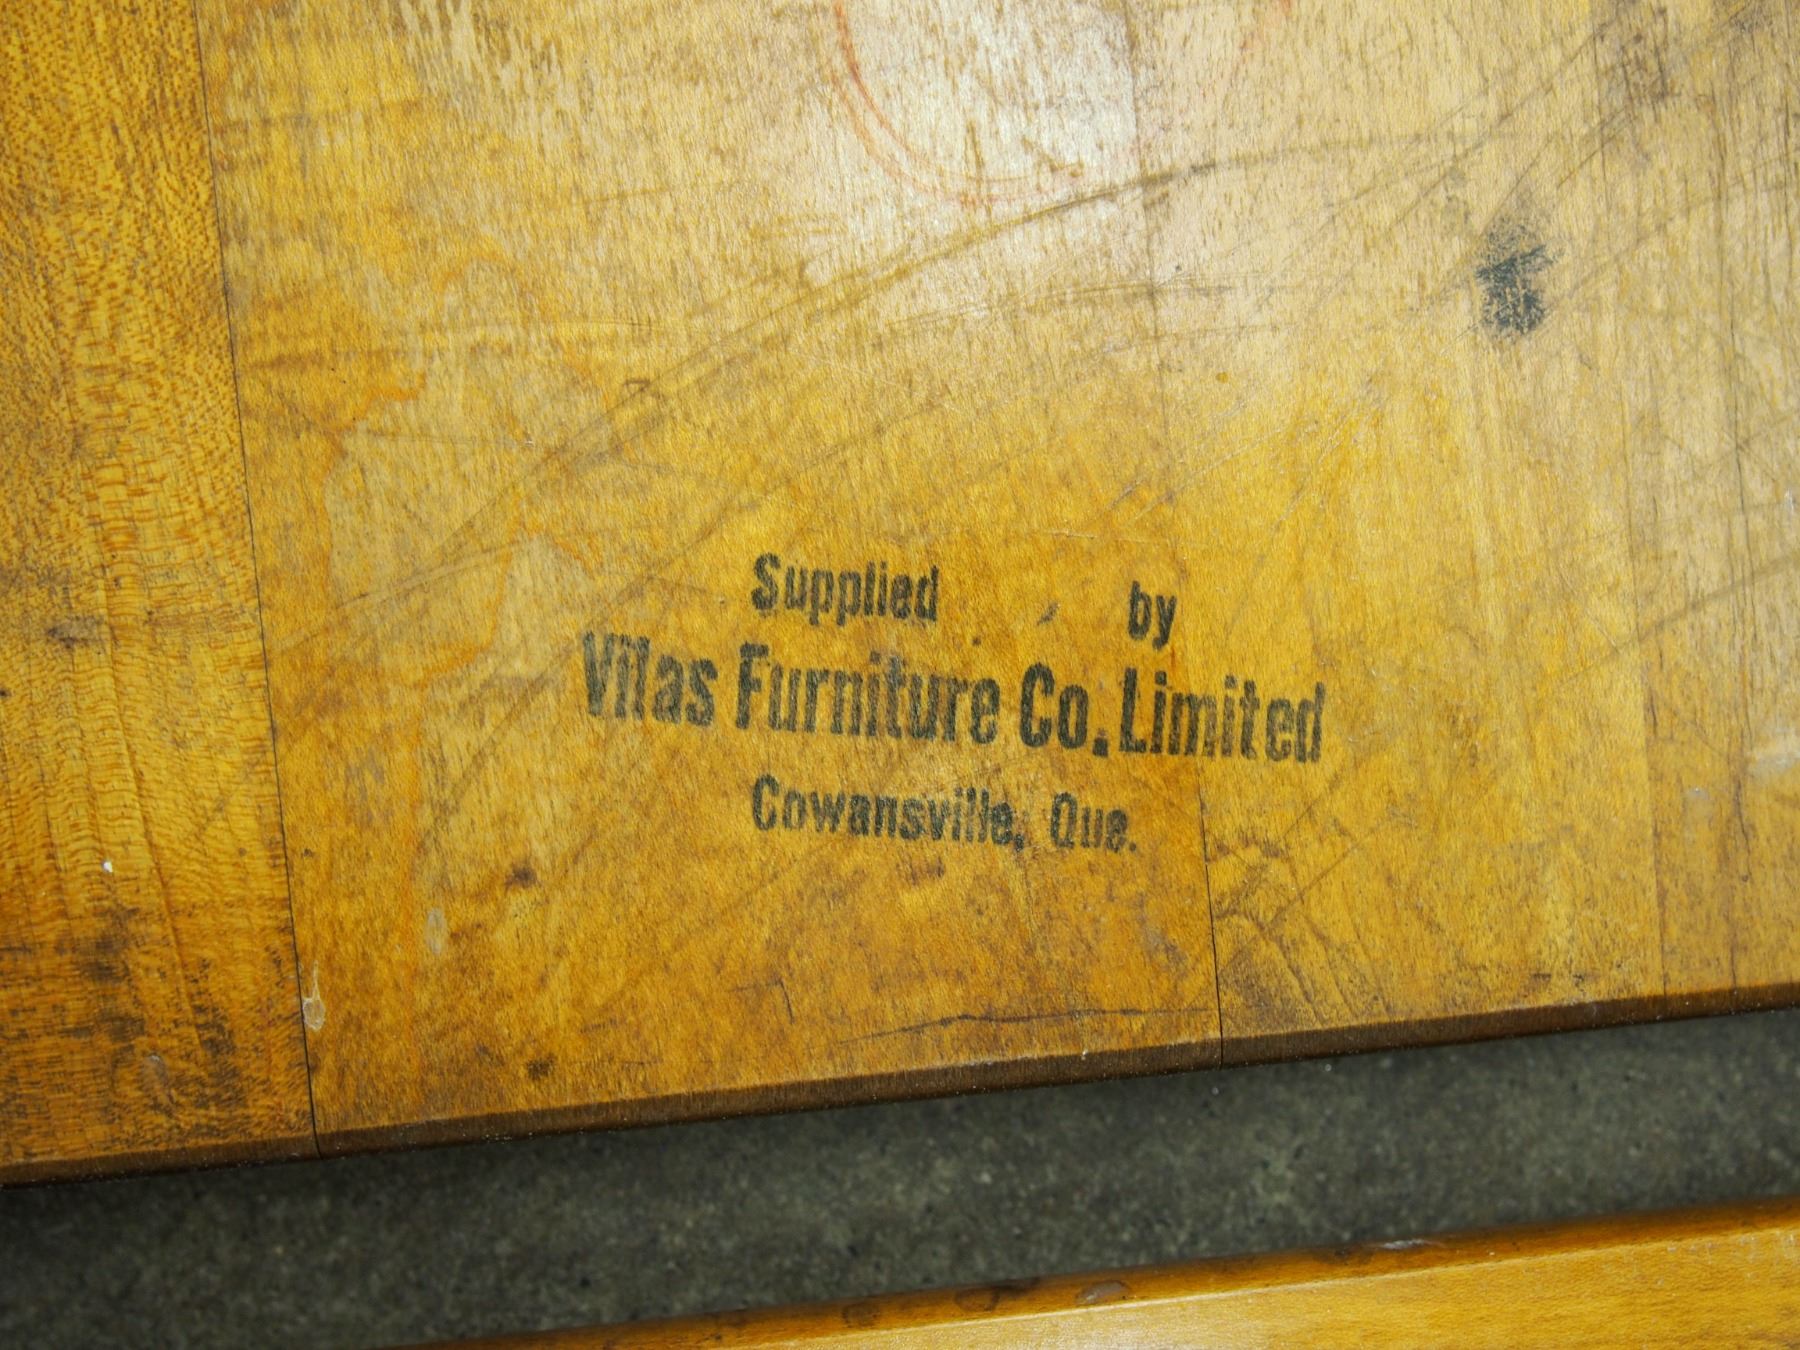 Supplied by
Vilas Furniture Co. Limited
Cowansville, Que.